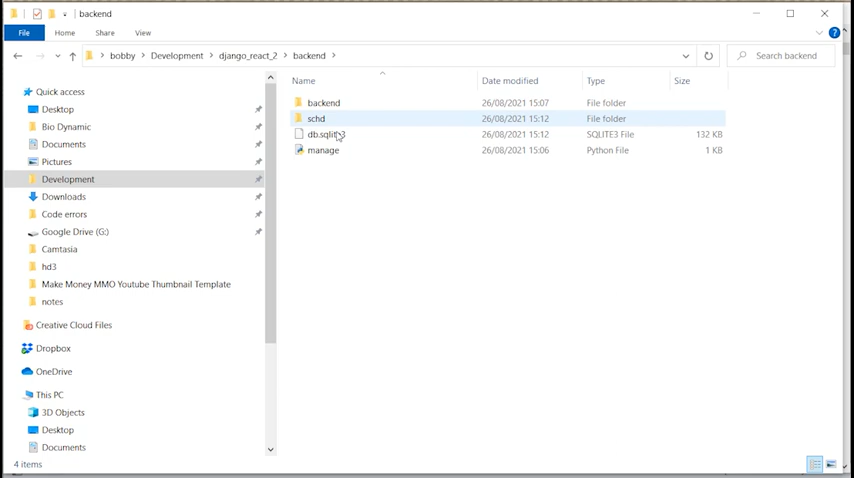 backend
File Home Share View
bobby Development django_react_2 backend
Search backend
Name Date modified Type Size
backend 26/08/2021 15:07 File folder
schd 26/08/2021 15:12 File folder
db.sqlite3 26/08/2021 15:12 SQLITE3 File 132 KB
manage 26/08/2021 15:06 Python File 1 KB
Quick access
Desktop
Bio Dynamic
Documents
Pictures
Development
Downloads
Code errors
Google Drive (G:)
Camtasia
hd3
Make Money MMO Youtube Thumbnail Template
notes
Creative Cloud Files
Dropbox
OneDrive
This PC
3D Objects
Desktop
Documents
4 items